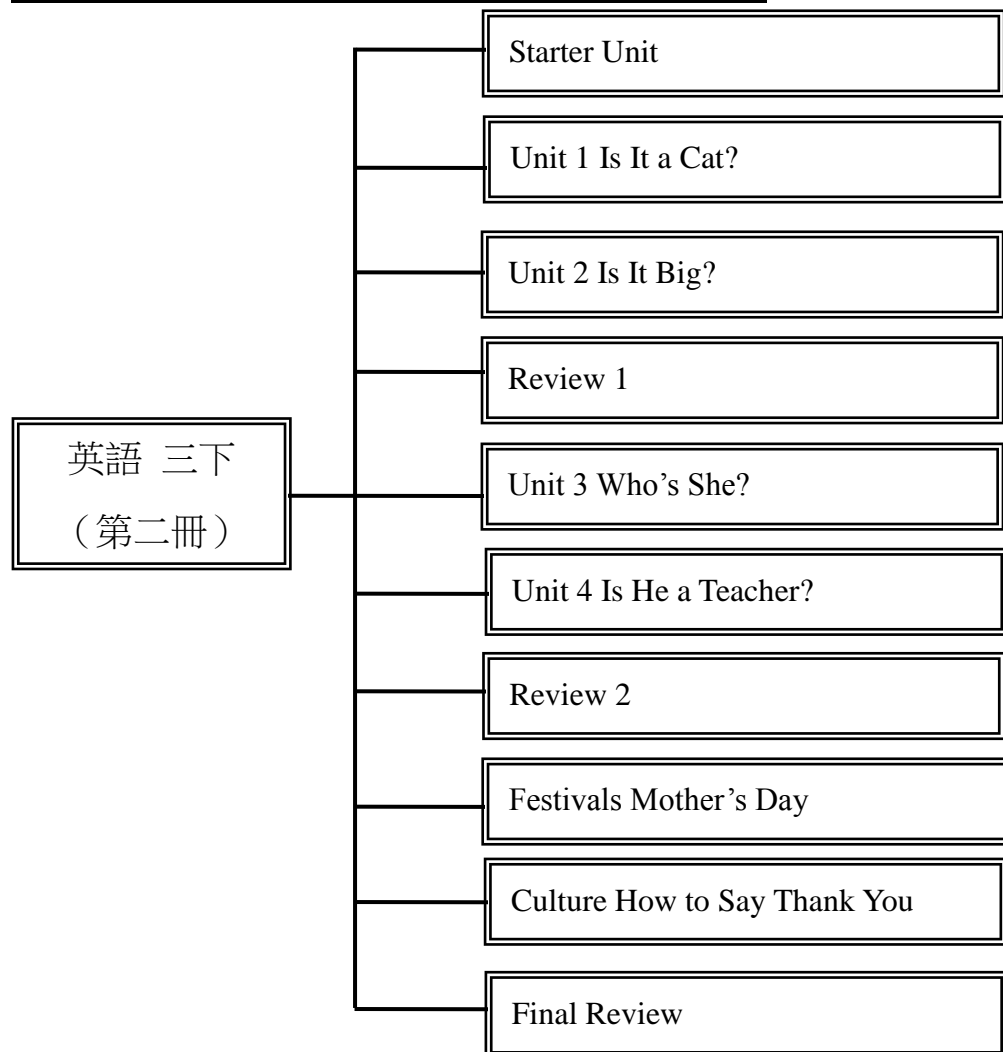 Starter Unit
Unit 1 Is It a Cat?
Unit 2 Is It Big?
Review 1
英語 三下
（第二冊）
Unit 3 Who’s She?
Unit 4 Is He a Teacher?
Review 2
Festivals Mother’s Day
Culture How to Say Thank You
Final Review